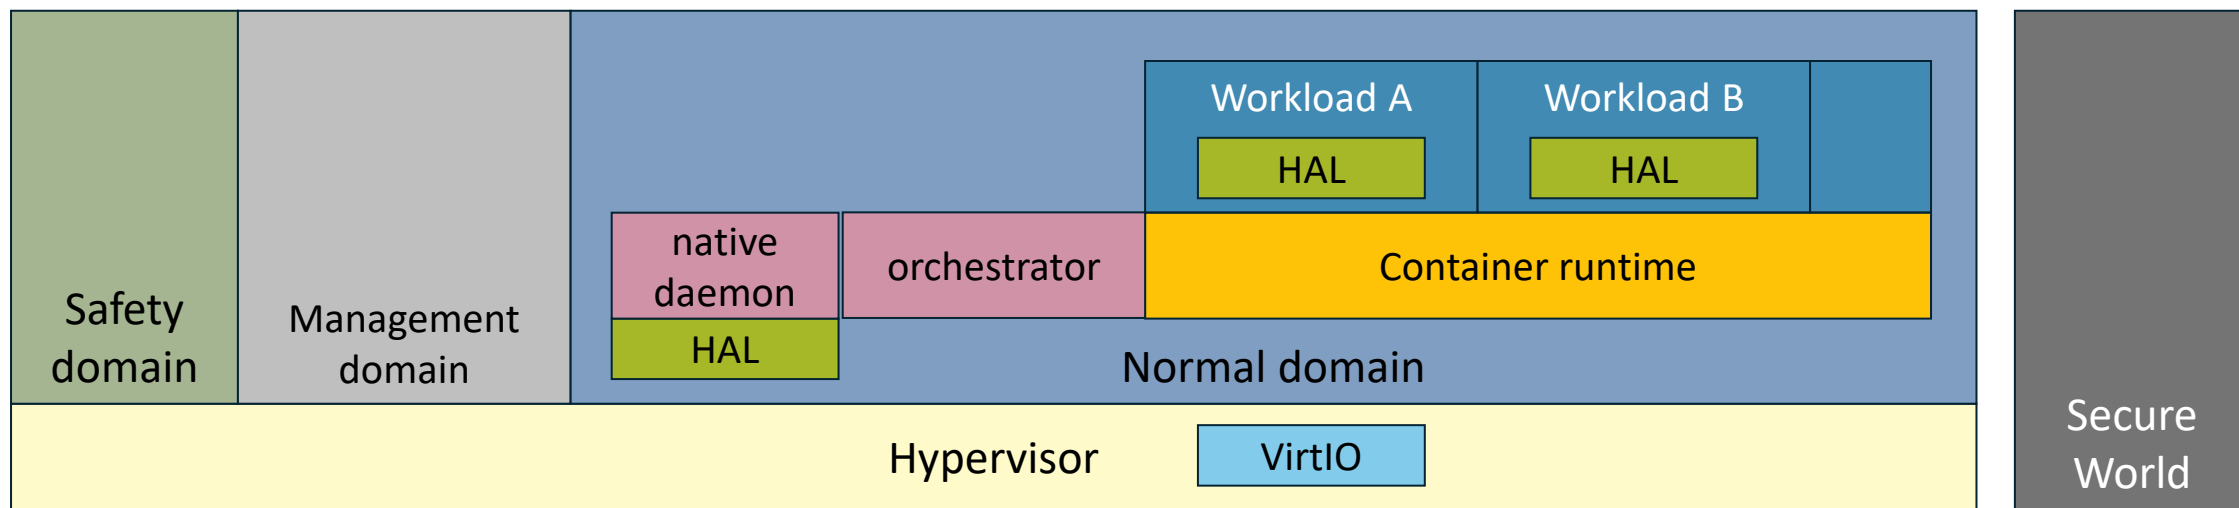 Workload A
Workload B
HAL
HAL
native
daemon
orchestrator
Container runtime
HAL
Safety
domain
Management
domain
Normal domain
Hypervisor
VirtIO
Secure
World